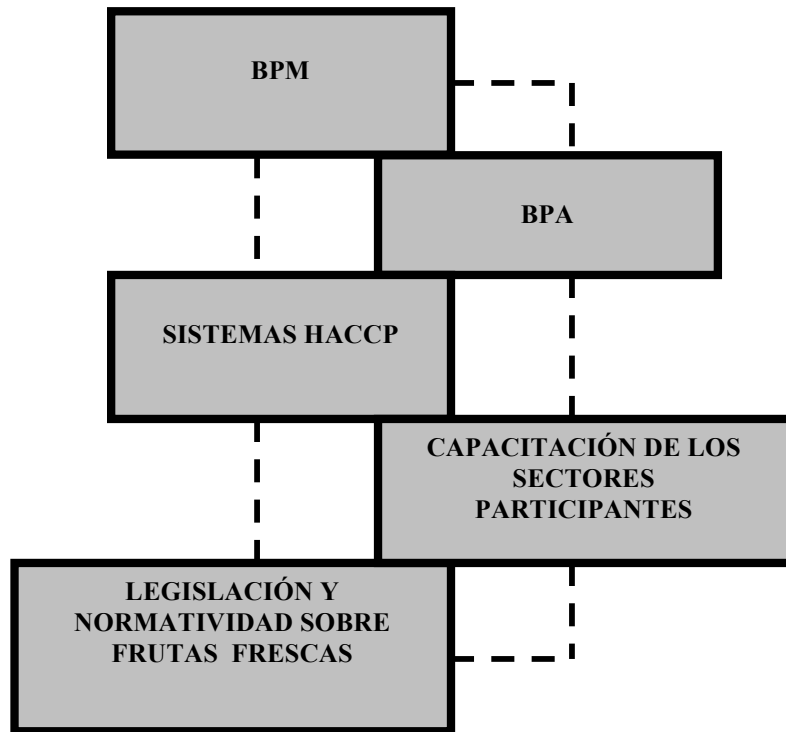 BPM
BPA
SISTEMAS HACCP
CAPACITACIÓN DE LOS
SECTORES
PARTICIPANTES
LEGISLACIÓN Y
NORMATIVIDAD SOBRE
FRUTAS FRESCAS